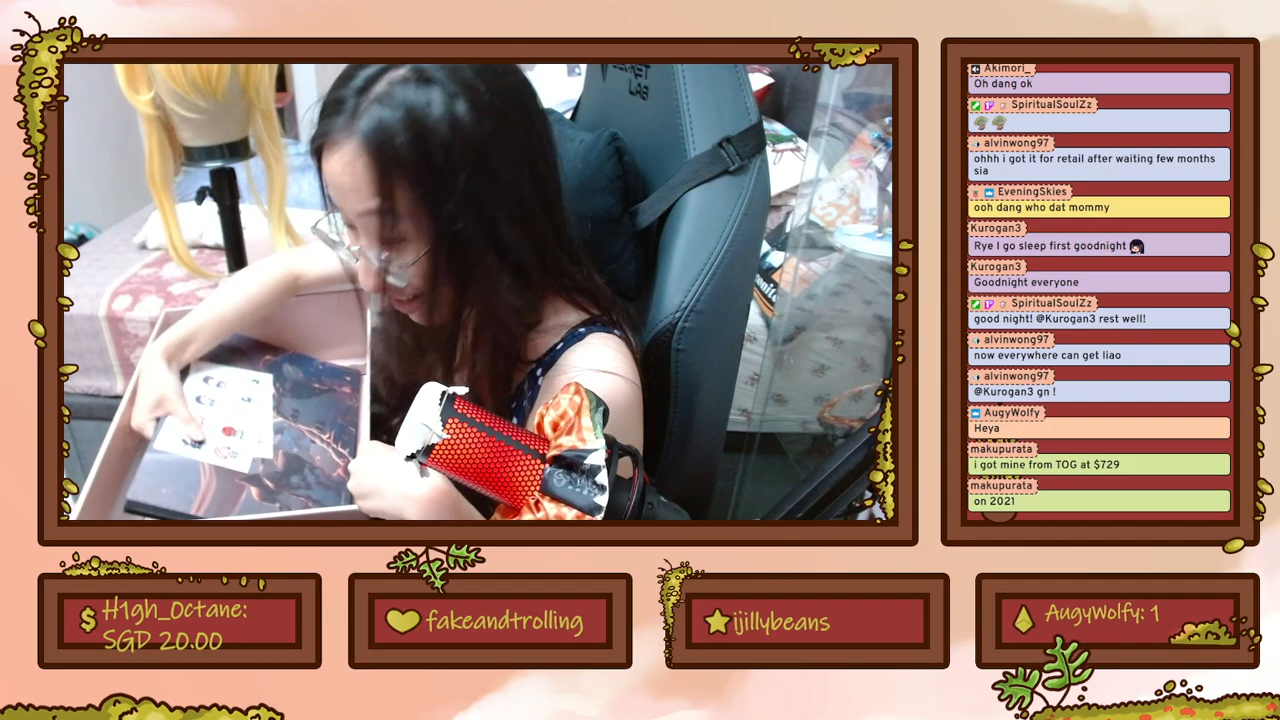 SECRET
LAB
Akimori_
Oh dang ok
SpiritualSoulZz
alvinwong97
ohhh i got it for retail after waiting few months
sia
EveningSkies
ooh dang who dat mommy
Kurogan3
Rye I go sleep first goodnight
Kurogan3
Goodnight everyone
SpiritualSoulZz
good night! @Kurogan3 rest well!
alvinwong97
now everywhere can get liao
alvinwong97
@Kurogan3 gn !
AugyWolfy
Heya
makupurata
i got mine from TOG at $729
makupurata
on 2021
H1gh_Octane:
SGD 20.00
fakeandtrolling
ijillybeans
AugyWolfy: 1